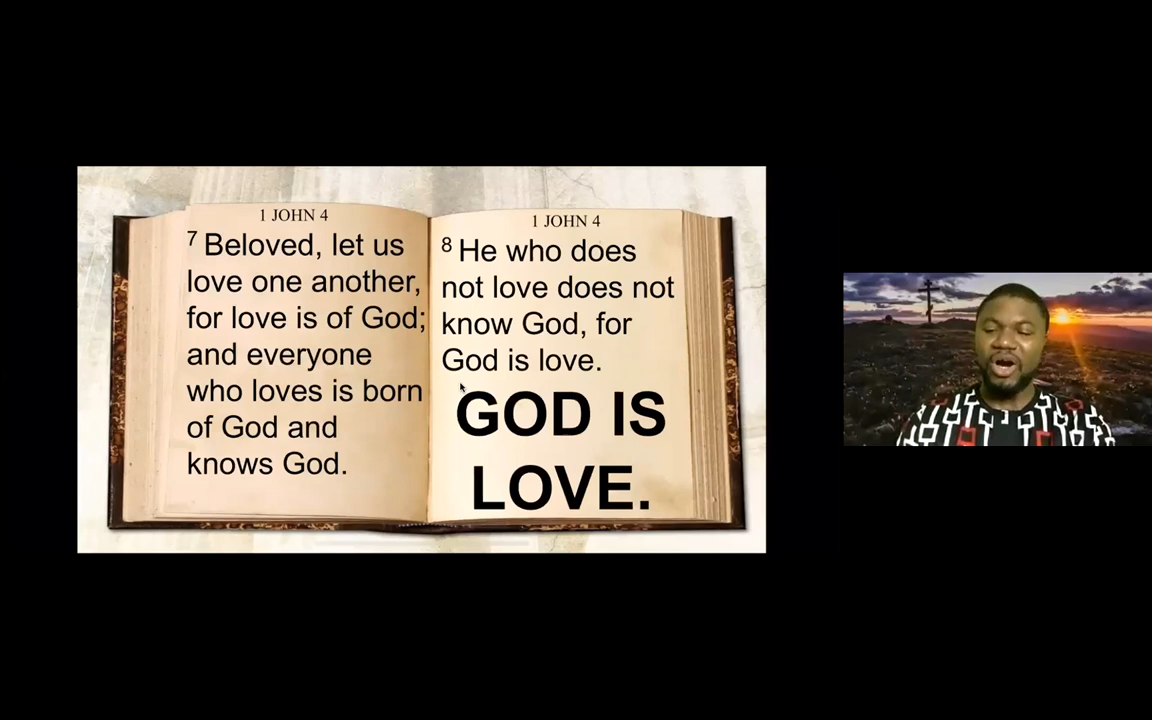 1 JOHN 4
7 Beloved, let us
love one another,
for love is of God;
and everyone
who loves is born
of God and
knows God.
1 JOHN 4
8 He who does
not love does not
know God, for
God is love.
GOD IS
LOVE.